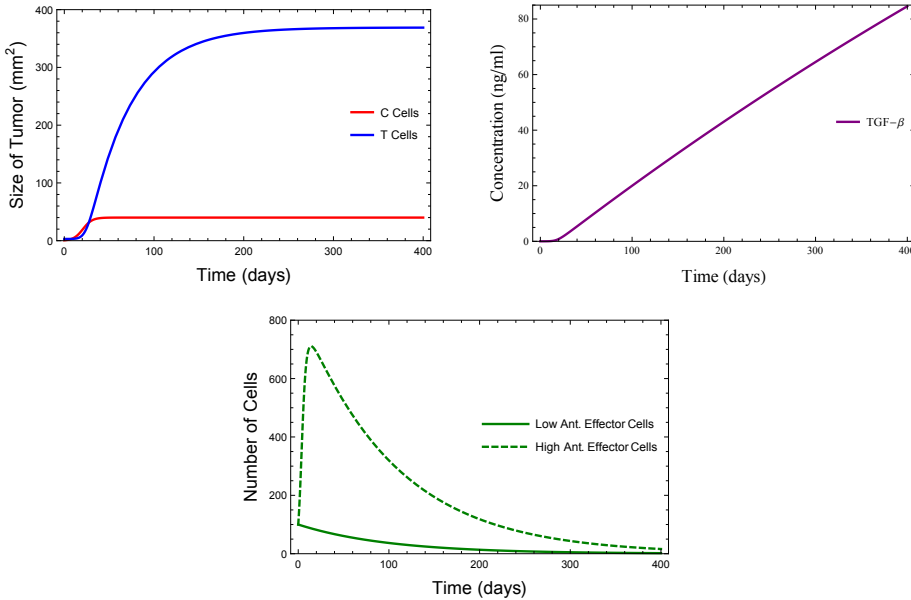 400
300
200
100
0
Size of Tumor (mm²)
C Cells
T Cells
0 100 200 300 400
Time (days)
80
60
40
20
0
Concentration (ng/ml)
TGF-β
0 100 200 300 400
Time (days)
800
600
400
200
0
Number of Cells
Low Ant. Effector Cells
High Ant. Effector Cells
0 100 200 300 400
Time (days)